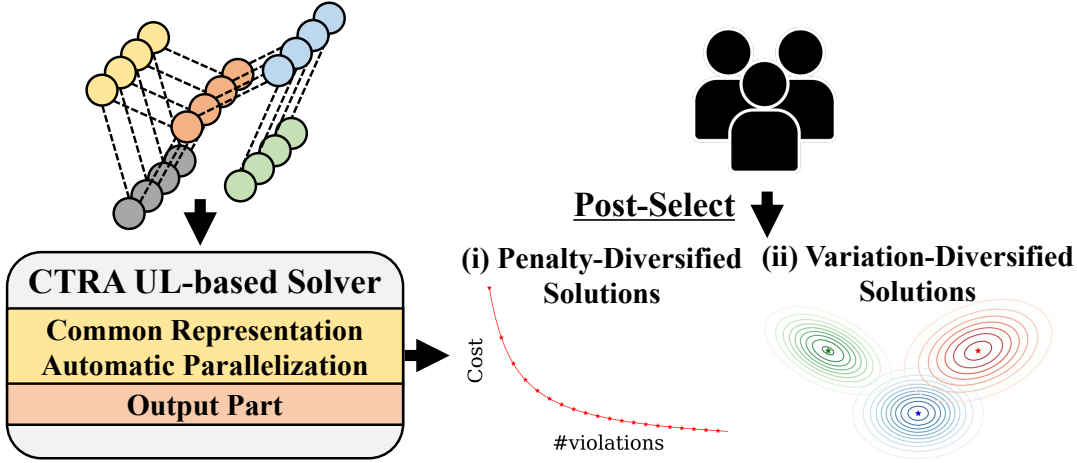 CTRA UL-based Solver
Common Representation
Automatic Parallelization
Output Part
Post-Select
(i) Penalty-Diversified
Solutions
(ii) Variation-Diversified
Solutions
Cost
#violations